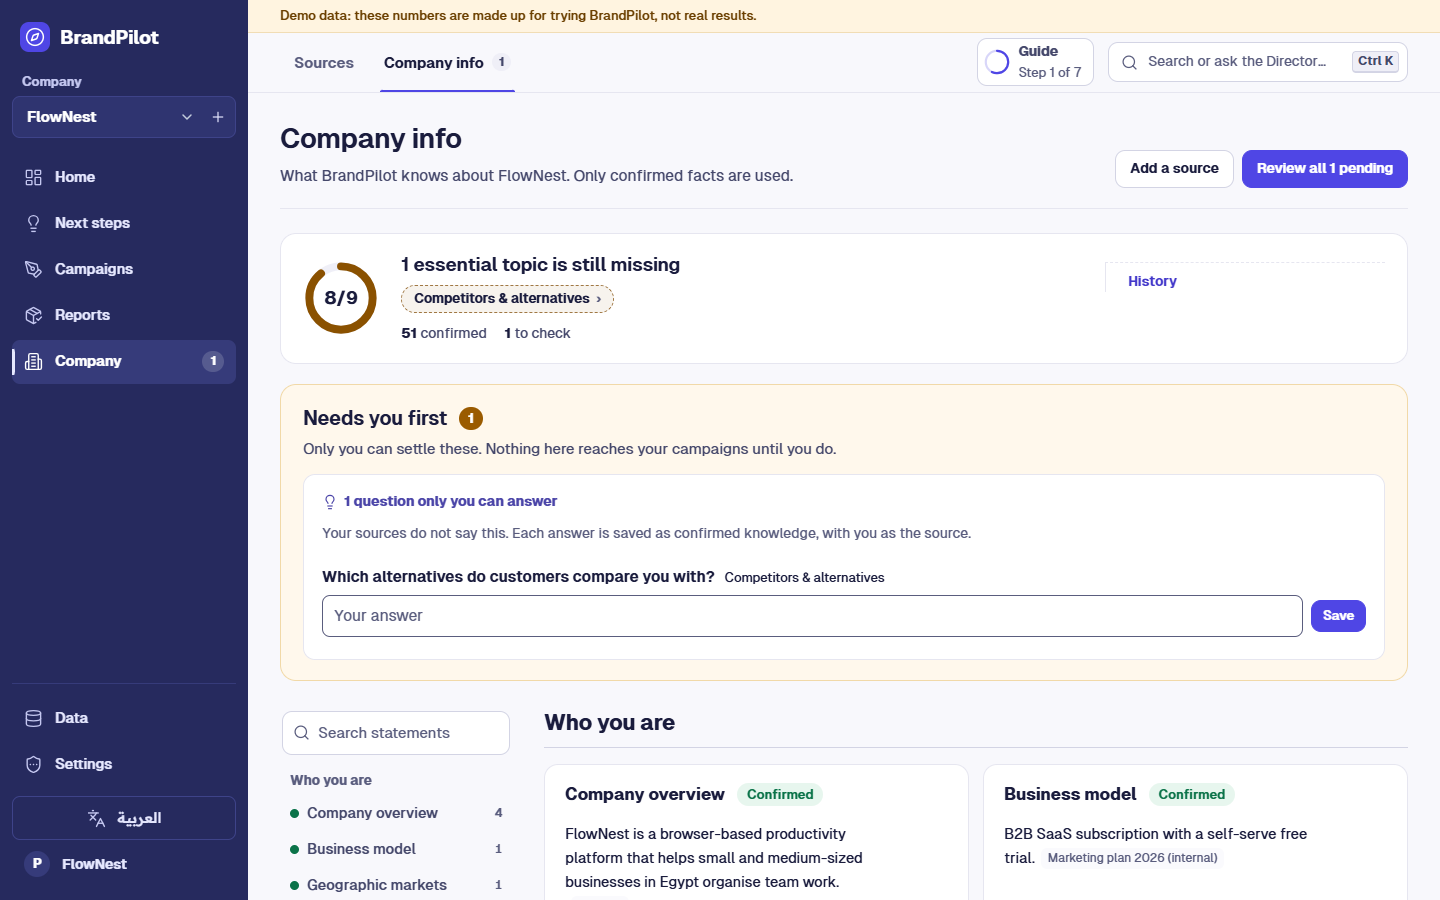 Demo data: these numbers are made up for trying BrandPilot, not real results.
BrandPilot
Company
FlowNest
Home
Next steps
Campaigns
Reports
Company 1
Data
Settings
العربية
P FlowNest
Sources
Company info 1
Guide
Step 1 of 7
Search or ask the Director... Ctrl K
Company info
What BrandPilot knows about FlowNest. Only confirmed facts are used.
Add a source
Review all 1 pending
8/9
1 essential topic is still missing
Competitors & alternatives ›
51 confirmed 1 to check
History
Needs you first 1
Only you can settle these. Nothing here reaches your campaigns until you do.
1 question only you can answer
Your sources do not say this. Each answer is saved as confirmed knowledge, with you as the source.
Which alternatives do customers compare you with? Competitors & alternatives
Your answer
Save
Search statements
Who you are
Company overview 4
Business model 1
Geographic markets 1
Who you are
Company overview Confirmed
FlowNest is a browser-based productivity
platform that helps small and medium-sized
businesses in Egypt organise team work.
Business model Confirmed
B2B SaaS subscription with a self-serve free
trial. Marketing plan 2026 (internal)